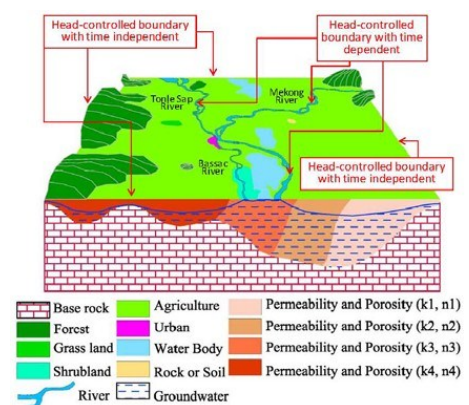 Head-controlled boundary
with time independent
Head-controlled
boundary with time
dependent
Tonle Sap
River
Mekong
River
Bassac
River
Head-controlled boundary
with time independent
Base rock
Forest
Grass land
Shrubland
River
Agriculture
Urban
Water Body
Rock or Soil
Groundwater
Permeability and Porosity (k1, n1)
Permeability and Porosity (k2, n2)
Permeability and Porosity (k3, n3)
Permeability and Porosity (k4, n4)